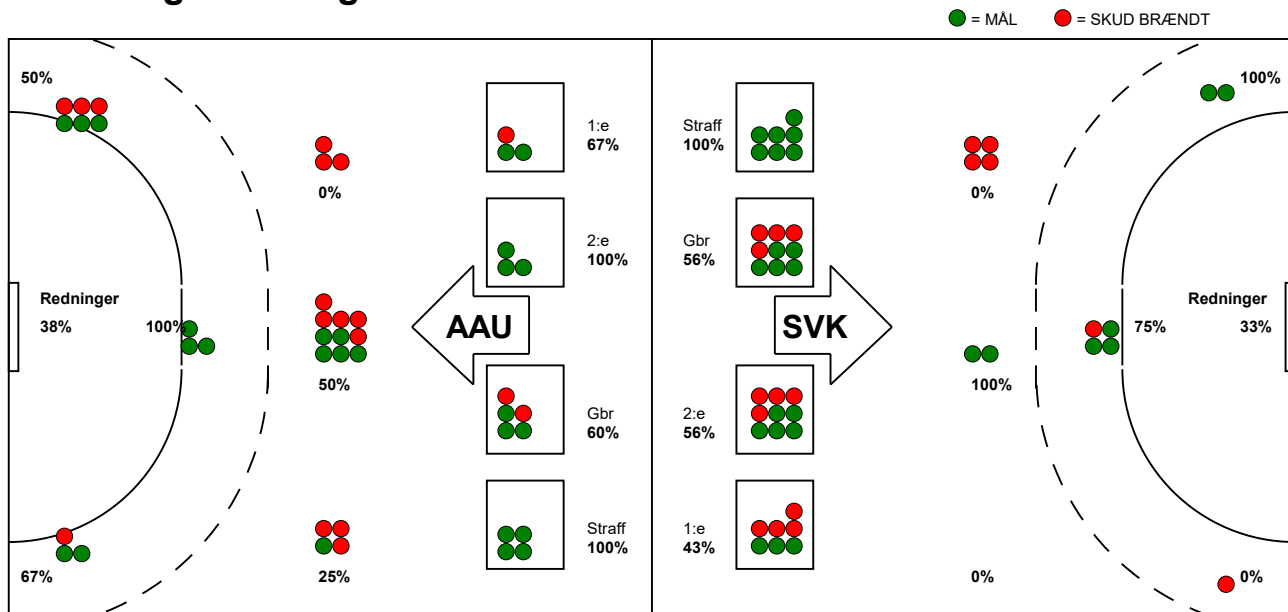 = MÅL = SKUD BRÆNDT
50%
100%
1:e
67%
Straff
100%
0%
0%
2:e
100%
Gbr
56%
Redninger
38%
100%
AAU
SVK
75%
Redninger
33%
50%
100%
Gbr
60%
2:e
56%
Straff
100%
1:e
43%
67%
25%
0%
0%